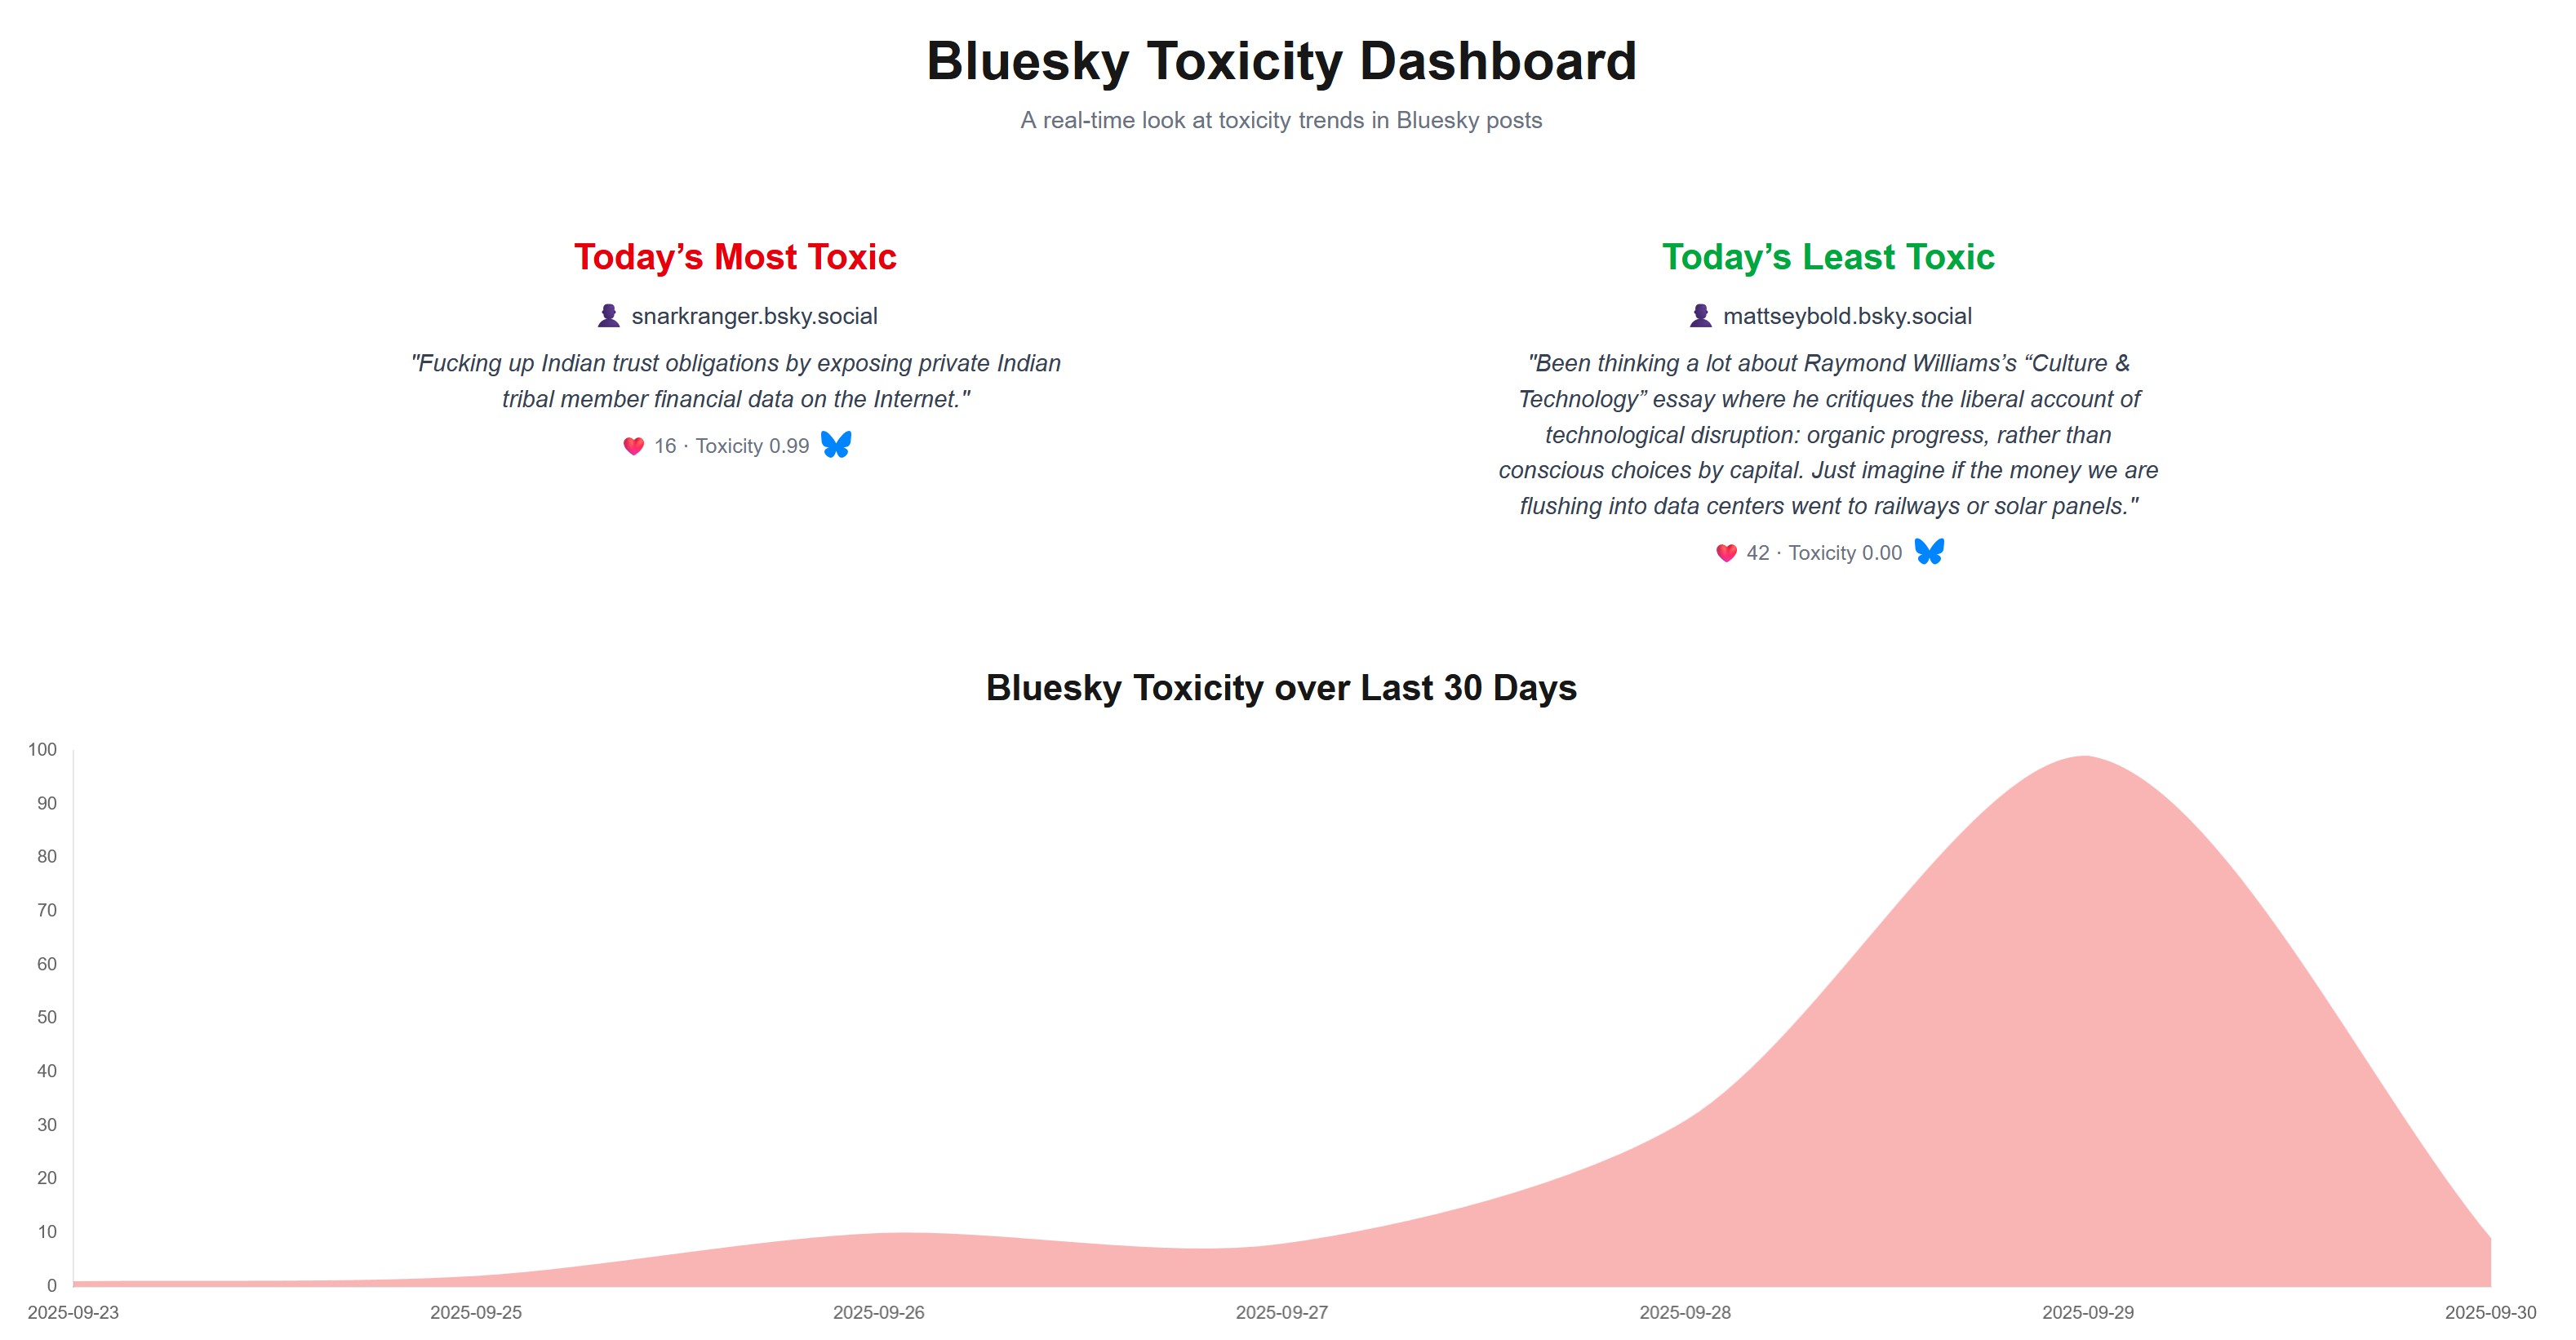 Bluesky Toxicity Dashboard
A real-time look at toxicity trends in Bluesky posts
Today’s Most Toxic
snarkranger.bsky.social
"Fucking up Indian trust obligations by exposing private Indian
tribal member financial data on the Internet."
16 · Toxicity 0.99
Today’s Least Toxic
mattseybold.bsky.social
"Been thinking a lot about Raymond Williams’s “Culture &
Technology” essay where he critiques the liberal account of
technological disruption: organic progress, rather than
conscious choices by capital. Just imagine if the money we are
flushing into data centers went to railways or solar panels."
42 · Toxicity 0.00
Bluesky Toxicity over Last 30 Days
100
90
80
70
60
50
40
30
20
10
0
2025-09-23 2025-09-25 2025-09-26 2025-09-27 2025-09-28 2025-09-29 2025-09-30